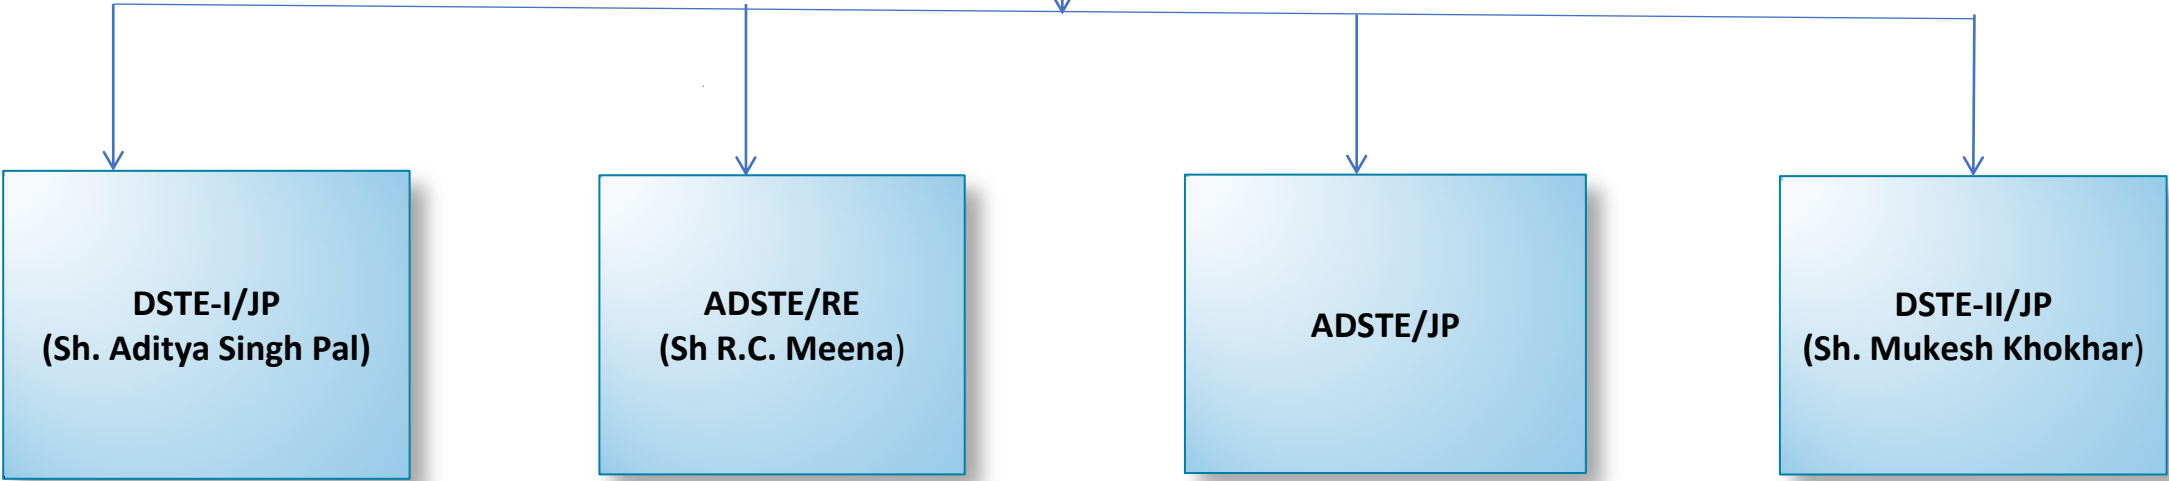 DSTE-I/JP
(Sh. Aditya Singh Pal)
ADSTE/RE
(Sh R.C. Meena)
ADSTE/JP
DSTE-II/JP
(Sh. Mukesh Khokhar)